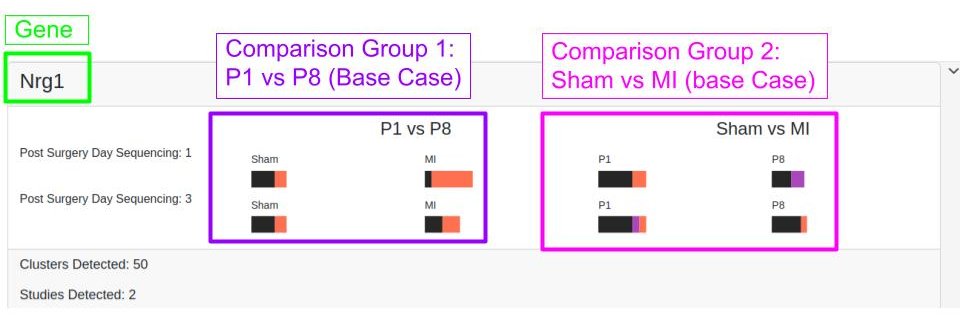 Gene
Nrg1
Comparison Group 1:
P1 vs P8 (Base Case)
Comparison Group 2:
Sham vs MI (base Case)
P1 vs P8
Sham vs MI
Post Surgery Day Sequencing: 1
Sham
MI
P1
P8
Post Surgery Day Sequencing: 3
Sham
MI
P1
P8
Clusters Detected: 50
Studies Detected: 2